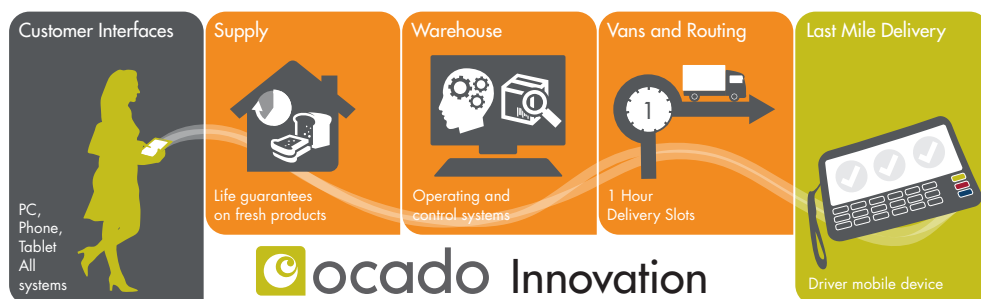 Customer Interfaces
PC,
Phone,
Tablet
All
systems
Supply
Life guarantees
on fresh products
Warehouse
Operating and
control systems
Vans and Routing
1
1 Hour
Delivery Slots
Last Mile Delivery
Driver mobile device
ocado Innovation